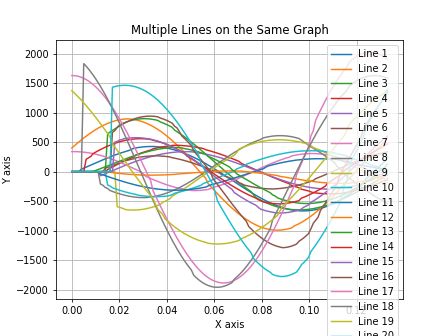 Multiple Lines on the Same Graph
Y axis
2000
1500
1000
500
0
−500
−1000
−1500
−2000
0.00
0.02
0.04
0.06
0.08
0.10
X axis
Line 1
Line 2
Line 3
Line 4
Line 5
Line 6
Line 7
Line 8
Line 9
Line 10
Line 11
Line 12
Line 13
Line 14
Line 15
Line 16
Line 17
Line 18
Line 19
Line 20